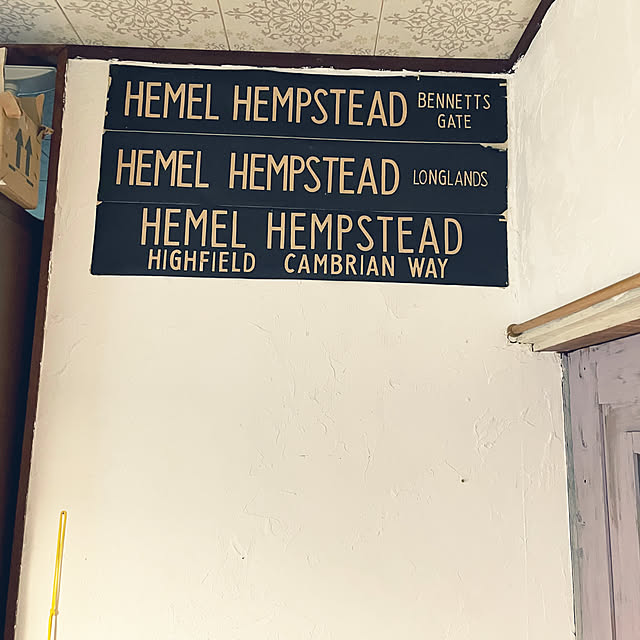 HEMEL HEMPSTEAD BENNETTS
GATE
HEMEL HEMPSTEAD LONGLANDS
HEMEL HEMPSTEAD
HIGHFIELD CAMBRIAN WAY